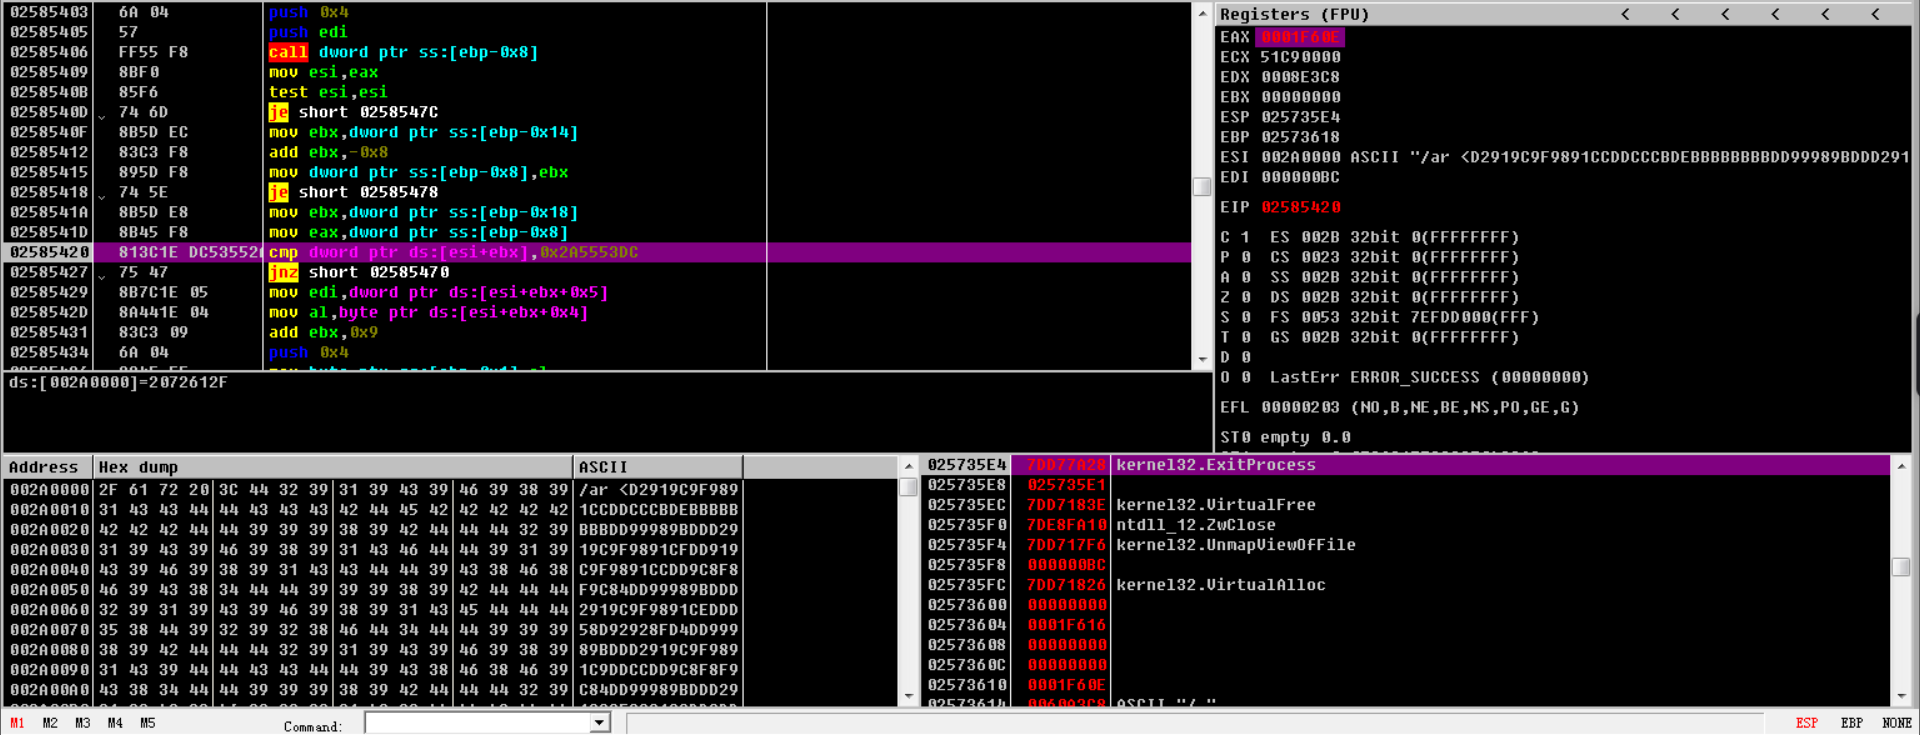 02585403 6A 04 push 0x4
02585405 57 push edi
02585406 FF55 F8 call dword ptr ss:[ebp-0x8]
02585409 8BF0 mov esi,eax
0258540B 85F6 test esi,esi
0258540D 74 6D je short 0258547C
0258540F 8B5D EC mov ebx,dword ptr ss:[ebp-0x14]
02585412 83C3 F8 add ebx,-0x8
02585415 895D F8 mov dword ptr ss:[ebp-0x8],ebx
02585418 74 5E je short 02585478
0258541A 8B5D E8 mov ebx,dword ptr ss:[ebp-0x18]
0258541D 8B45 F8 mov eax,dword ptr ss:[ebp-0x8]
02585420 813C1E DC53552 cmp dword ptr ds:[esi+ebx],0x2A5553DC
02585427 75 47 jnz short 02585470
02585429 8B7C1E 05 mov edi,dword ptr ds:[esi+ebx+0x5]
0258542D 8A441E 04 mov al,byte ptr ds:[esi+ebx+0x4]
02585431 83C3 09 add ebx,0x9
02585434 6A 04 push 0x4
ds:[002A0000]=2072612F
Registers (FPU) < < < < < <
EAX 0001F60E
ECX 51C90000
EDX 0008E3C8
EBX 00000000
ESP 025735E4
EBP 02573618
ESI 002A0000 ASCII "/ar <D2919C9F9891CCDDCCCBDEBBBBBBBBDD99989BDDD291
EDI 000000BC
EIP 02585420
C 1 ES 002B 32bit 0(FFFFFFFF)
P 0 CS 0023 32bit 0(FFFFFFFF)
A 0 SS 002B 32bit 0(FFFFFFFF)
Z 0 DS 002B 32bit 0(FFFFFFFF)
S 0 FS 0053 32bit 7EFDD000(FFF)
T 0 GS 002B 32bit 0(FFFFFFFF)
D 0
O 0 LastErr ERROR_SUCCESS (00000000)
EFL 00000203 (NO,B,NE,BE,NS,PO,GE,G)
ST0 empty 0.0
Address Hex dump ASCII
002A0000 2F 61 72 20 3C 44 32 39 31 39 43 39 46 39 38 39 /ar <D2919C9F989
002A0010 31 43 43 44 44 43 43 43 42 44 45 42 42 42 42 42 1CCDDCCCBDEBBBBB
002A0020 42 42 42 44 44 39 39 39 38 39 42 44 44 44 32 39 BBBDD99989BDDD29
002A0030 31 39 43 39 46 39 38 39 31 43 46 44 44 39 31 39 19C9F9891CFDD919
002A0040 43 39 46 39 38 39 31 43 43 44 44 39 43 38 46 38 C9F9891CCDD9C8F8
002A0050 46 39 43 38 34 44 44 39 39 39 38 39 42 44 44 44 F9C84DD99989BDDD
002A0060 32 39 31 39 43 39 46 39 38 39 31 43 45 44 44 44 2919C9F9891CEDDD
002A0070 35 38 44 39 32 39 32 38 46 44 34 44 44 39 39 39 58D92928FD4DD999
002A0080 38 39 42 44 44 44 32 39 31 39 43 39 46 39 38 39 89BDDD2919C9F989
002A0090 31 43 39 44 44 43 43 44 44 39 43 38 46 38 46 39 1C9DDCCDD9C8F8F9
002A00A0 43 38 34 44 44 39 39 39 38 39 42 44 44 44 32 39 C84DD99989BDDD29
025735E4 7DD77A28 kernel32.ExitProcess
025735E8 025735E1
025735EC 7DD7183E kernel32.VirtualFree
025735F0 7DE8FA10 ntdll_12.ZwClose
025735F4 7DD717F6 kernel32.UnmapViewOfFile
025735F8 000000BC
025735FC 7DD71826 kernel32.VirtualAlloc
02573600 00000000
02573604 0001F616
02573608 00000000
0257360C 00000000
02573610 0001F60E
02573614 0060A3C8 ASCII "/ "
M1 M2 M3 M4 M5 Command: ESP EBP NONE